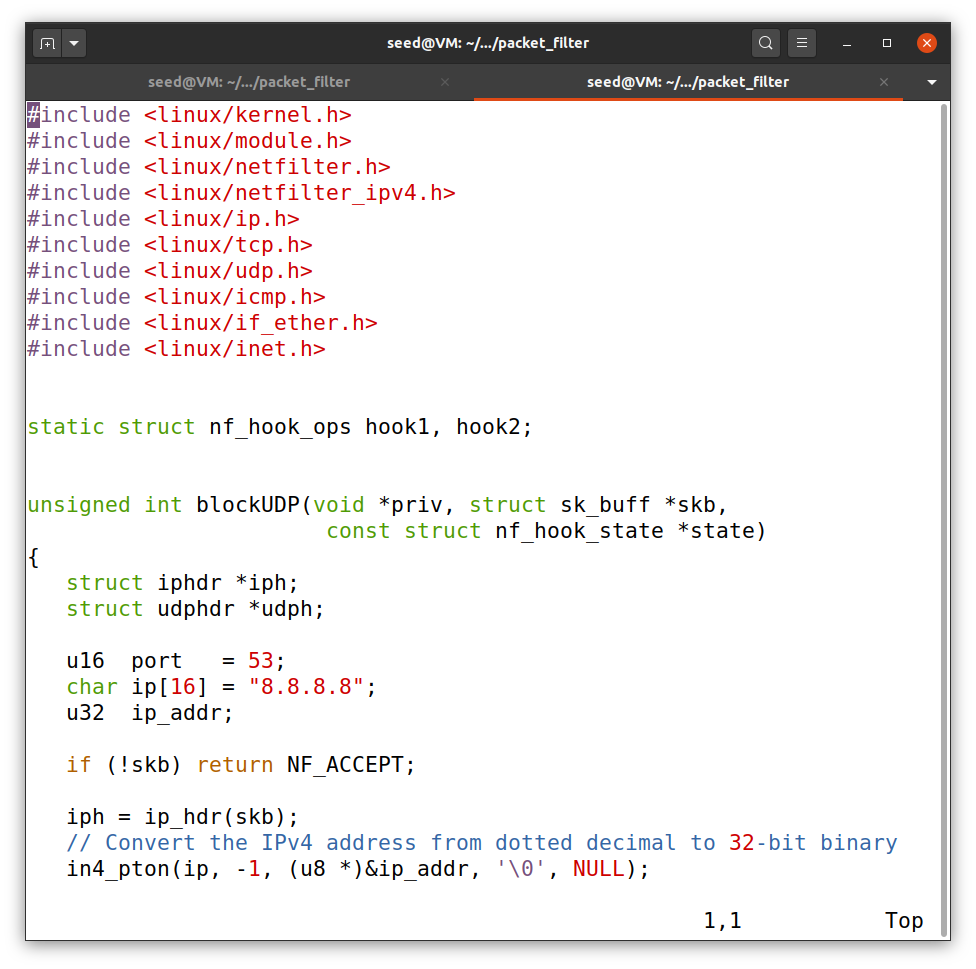 seed@VM: ~/.../packet_filter
seed@VM: ~/.../packet_filter
seed@VM: ~/.../packet_filter
#include <linux/kernel.h>
#include <linux/module.h>
#include <linux/netfilter.h>
#include <linux/netfilter_ipv4.h>
#include <linux/ip.h>
#include <linux/tcp.h>
#include <linux/udp.h>
#include <linux/icmp.h>
#include <linux/if_ether.h>
#include <linux/inet.h>
static struct nf_hook_ops hook1, hook2;
unsigned int blockUDP(void *priv, struct sk_buff *skb,
                       const struct nf_hook_state *state)
{
   struct iphdr *iph;
   struct udphdr *udph;
   u16  port   = 53;
   char ip[16] = "8.8.8.8";
   u32  ip_addr;
   if (!skb) return NF_ACCEPT;
   iph = ip_hdr(skb);
   // Convert the IPv4 address from dotted decimal to 32-bit binary
   in4_pton(ip, -1, (u8 *)&ip_addr, '\0', NULL);
1,1           Top